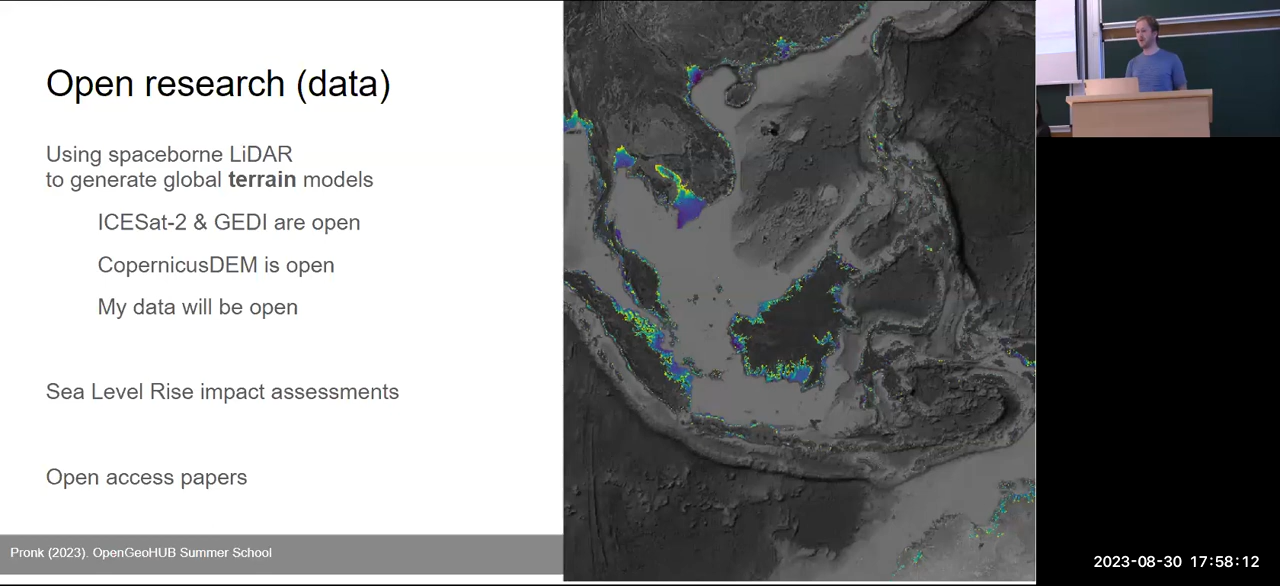 Open research (data)
Using spaceborne LiDAR
to generate global terrain models
ICESat-2 & GEDI are open
CopernicusDEM is open
My data will be open
Sea Level Rise impact assessments
Open access papers
Pronk (2023). OpenGeoHUB Summer School
2023-08-30 17:58:12